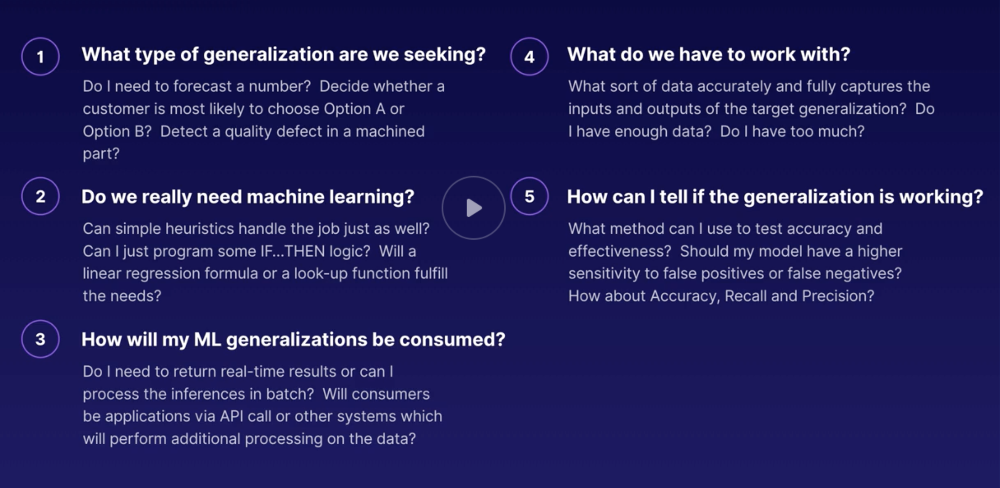 1
What type of generalization are we seeking?
Do I need to forecast a number?  Decide whether a
customer is most likely to choose Option A or
Option B?  Detect a quality defect in a machined
part?
2
Do we really need machine learning?
Can simple heuristics handle the job just as well?
Can I just program some IF...THEN logic?  Will a
linear regression formula or a look-up function fulfill
the needs?
3
How will my ML generalizations be consumed?
Do I need to return real-time results or can I
process the inferences in batch?  Will consumers
be applications via API call or other systems which
will perform additional processing on the data?
4
What do we have to work with?
What sort of data accurately and fully captures the
inputs and outputs of the target generalization?  Do
I have enough data?  Do I have too much?
5
How can I tell if the generalization is working?
What method can I use to test accuracy and
effectiveness?  Should my model have a higher
sensitivity to false positives or false negatives?
How about Accuracy, Recall and Precision?